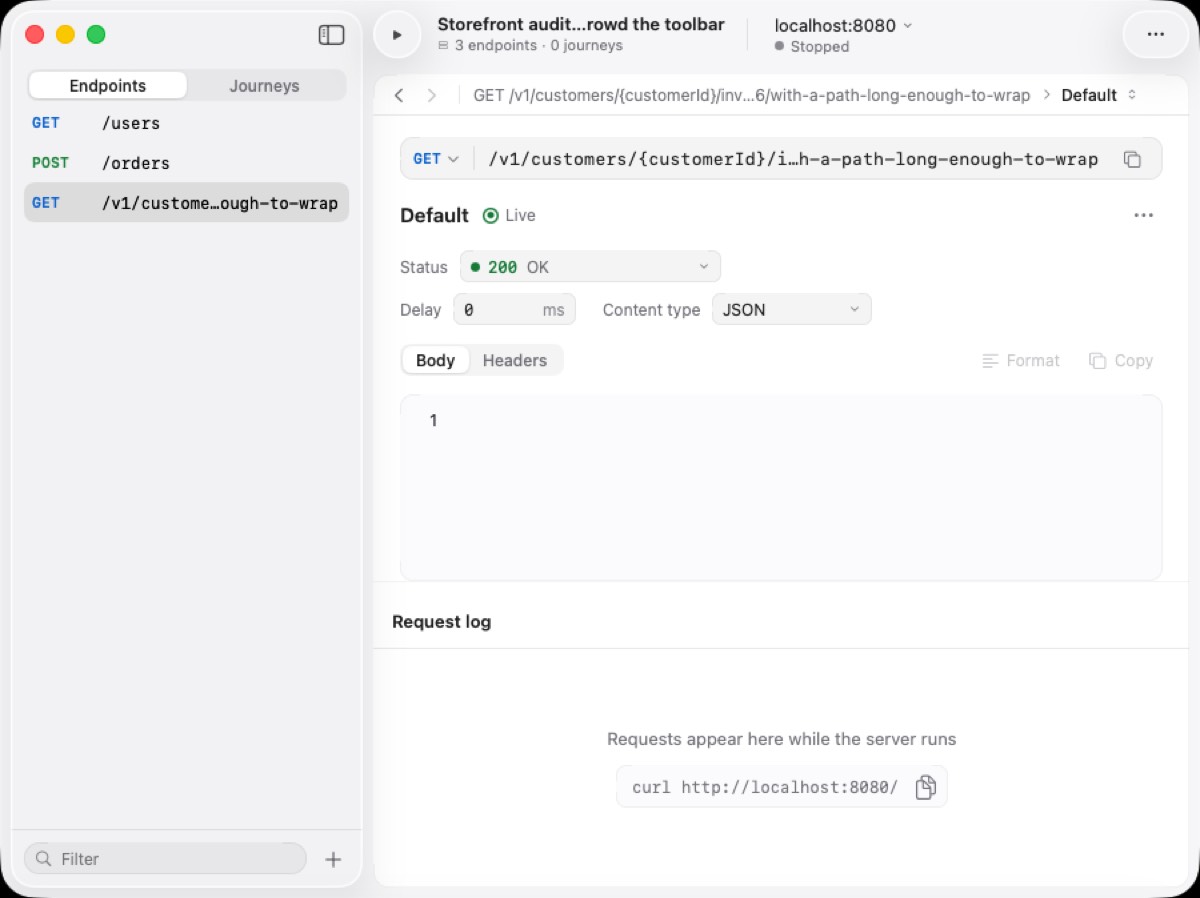 Endpoints
Journeys
GET /users
POST /orders
GET /v1/custome…ough-to-wrap
Filter
Storefront audit...rowd the toolbar
3 endpoints · 0 journeys
localhost:8080
Stopped
GET /v1/customers/{customerId}/inv...6/with-a-path-long-enough-to-wrap
Default
GET /v1/customers/{customerId}/i…h-a-path-long-enough-to-wrap
Default Live
Status 200 OK
Delay 0 ms Content type JSON
Body Headers Format Copy
1
Request log
Requests appear here while the server runs
curl http://localhost:8080/